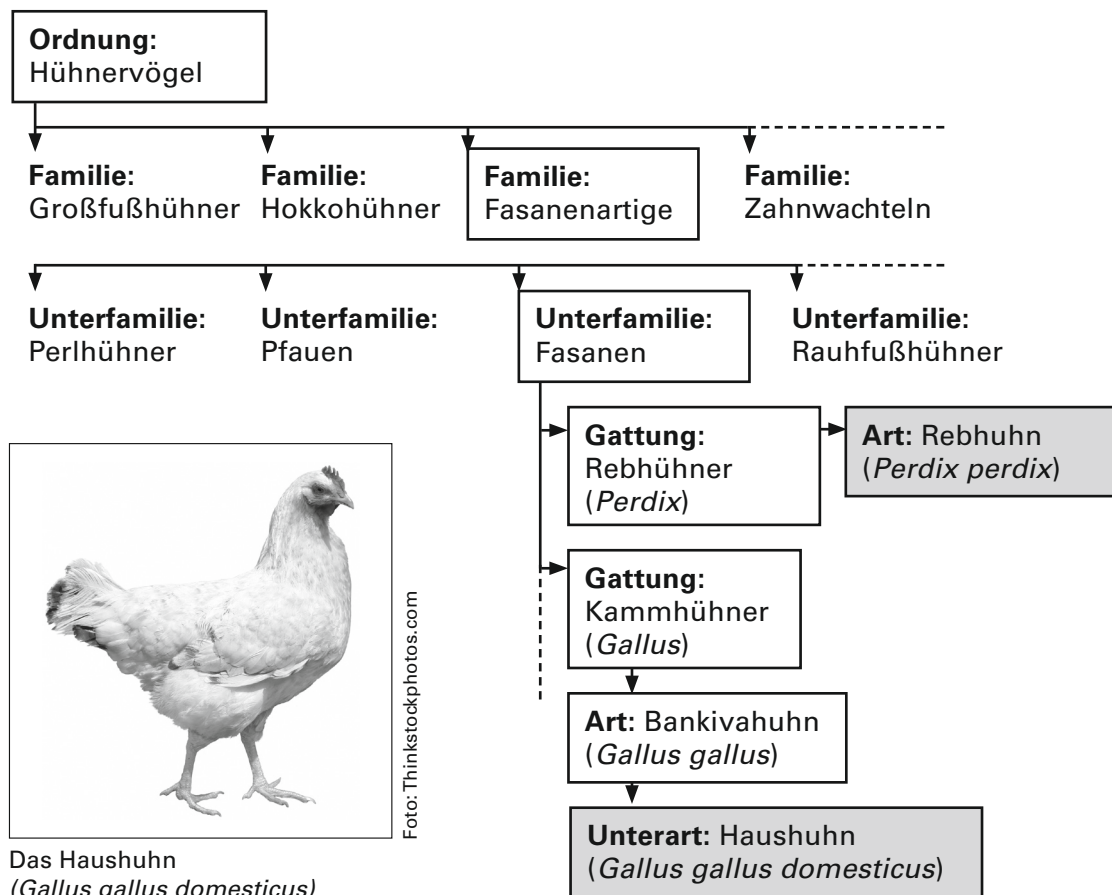 Ordnung:
Hühnervögel
Familie:
Großfußhühner
Familie:
Hokkohühner
Familie:
Fasanenartige
Familie:
Zahnwachteln
Unterfamilie:
Perlhühner
Unterfamilie:
Pfauen
Unterfamilie:
Fasanen
Unterfamilie:
Rauhfußhühner
Gattung:
Rebhühner
(Perdix)
Art: Rebhuhn
(Perdix perdix)
Gattung:
Kammhühner
(Gallus)
Art: Bankivahuhn
(Gallus gallus)
Unterart: Haushuhn
(Gallus gallus domesticus)
Foto: Thinkstockphotos.com
Das Haushuhn
(Gallus gallus domesticus)